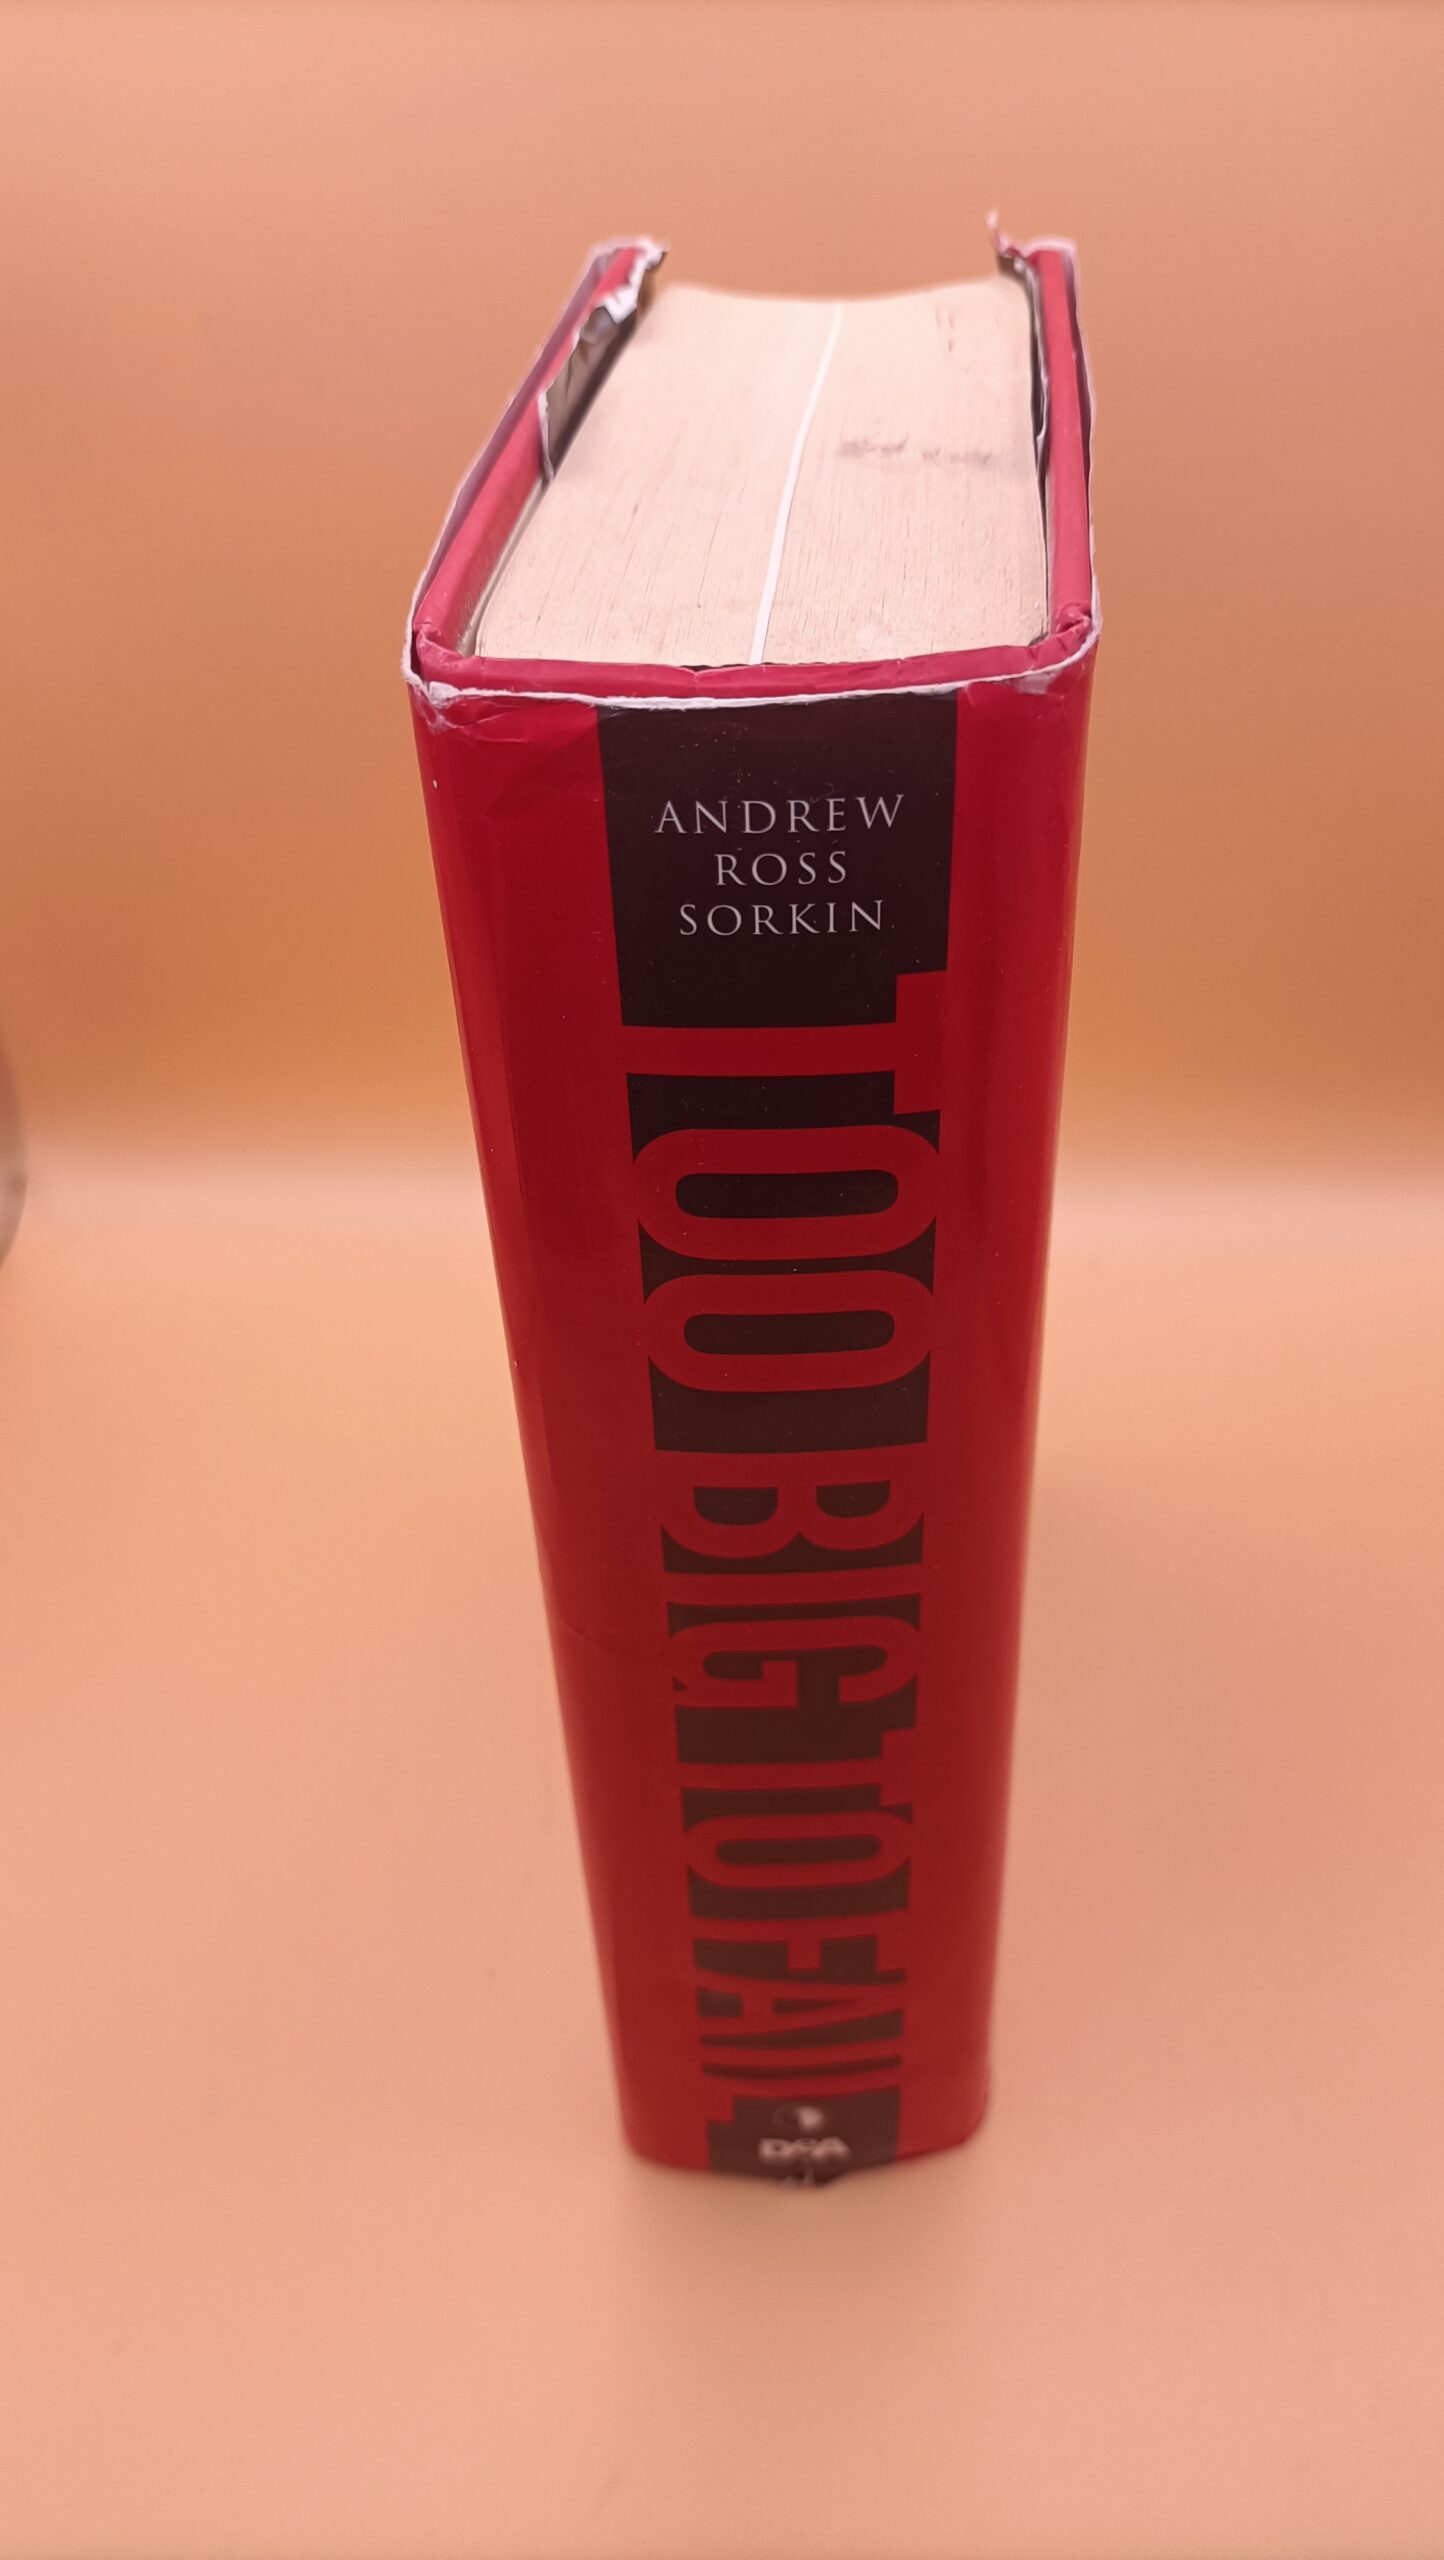 ANDREW
ROSS
SORKIN
TOO BIG TO FAIL